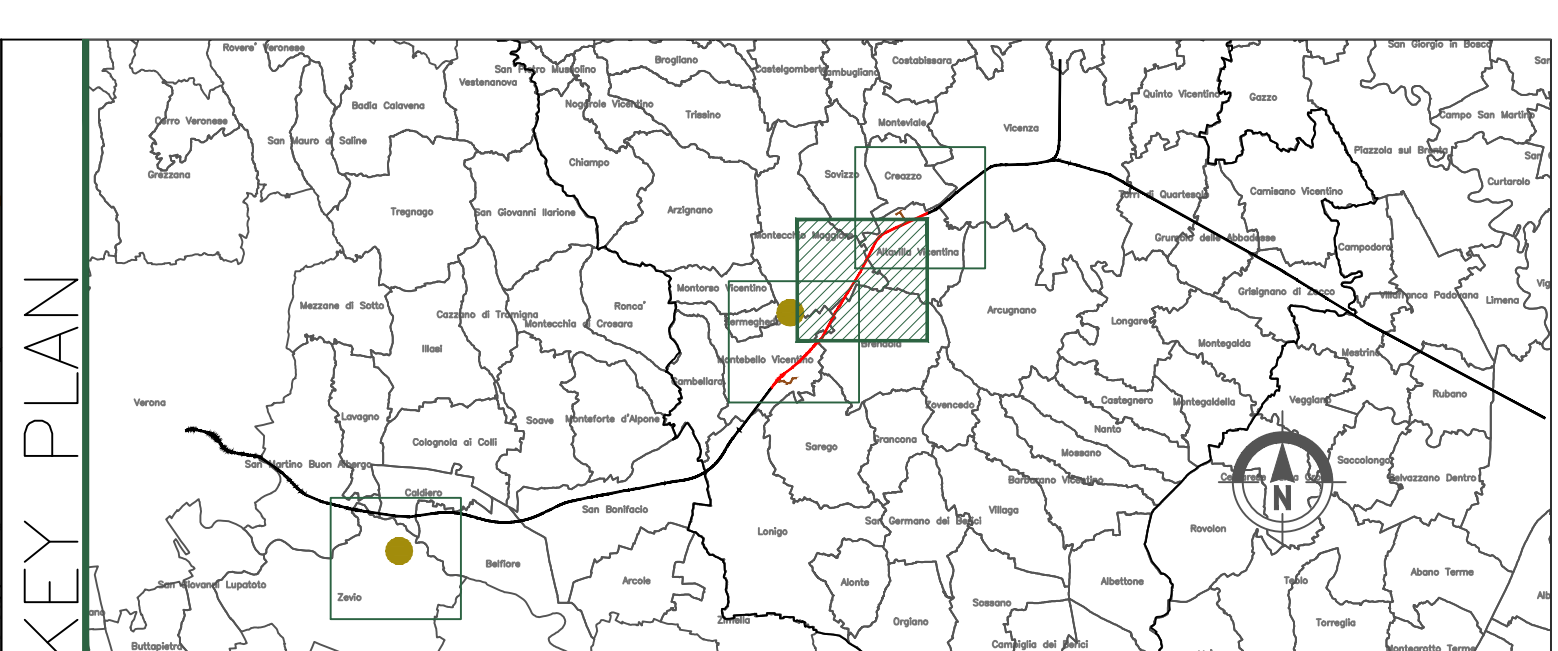 KEY PLAN
Rovere' Veronese
San Pietro Mussolino
Vestenanova
Brogliano
Castelgomberto
Gambugliano
Costabissara
San Giorgio in Bosco
San
Cerro Veronese
Badia Calavena
Nogarole Vicentino
Trissino
Monteviale
Vicenza
Quinto Vicentino
Gazzo
Campo San Martino
San Mauro di Saline
Chiampo
Piazzola sul Brenta
San
Grezzana
Sovizzo
Creazzo
Torri di Quartesolo
Camisano Vicentino
Curtarolo
Tregnago
San Giovanni Ilarione
Arzignano
Montecchio Maggiore
Altavilla Vicentina
Grumolo delle Abbadesse
Campodoro
Mezzane di Sotto
Cazzano di Tramigna
Ronca'
Montecchia di Crosara
Montorso Vicentino
Zermeghedo
Arcugnano
Longare
Grisignano di Zocco
Villafranca Padovana
Limena
Vig
Illasi
Montebello Vicentino
Brendola
Montegalda
Mestrino
Gambellara
Verona
Lavagno
Soave
Monteforte d'Alpone
Zovencedo
Castegnero
Montegaldella
Veggiano
Rubano
Colognola ai Colli
Sarego
Grancona
Nanto
Mossano
Saccolongo
San Martino Buon Albergo
Caldiero
San Bonifacio
Barbarano Vicentino
Selvazzano Dentro
N
Lonigo
San Germano dei Berici
Villaga
Rovolon
Belfiore
Arcole
Alonte
Albettone
Teolo
Abano Terme
San Giovanni Lupatoto
Zevio
Sossano
Alb
Zimella
Orgiano
Torreglia
Buttapietra
Campiglia dei Berici
Montegrotto Terme